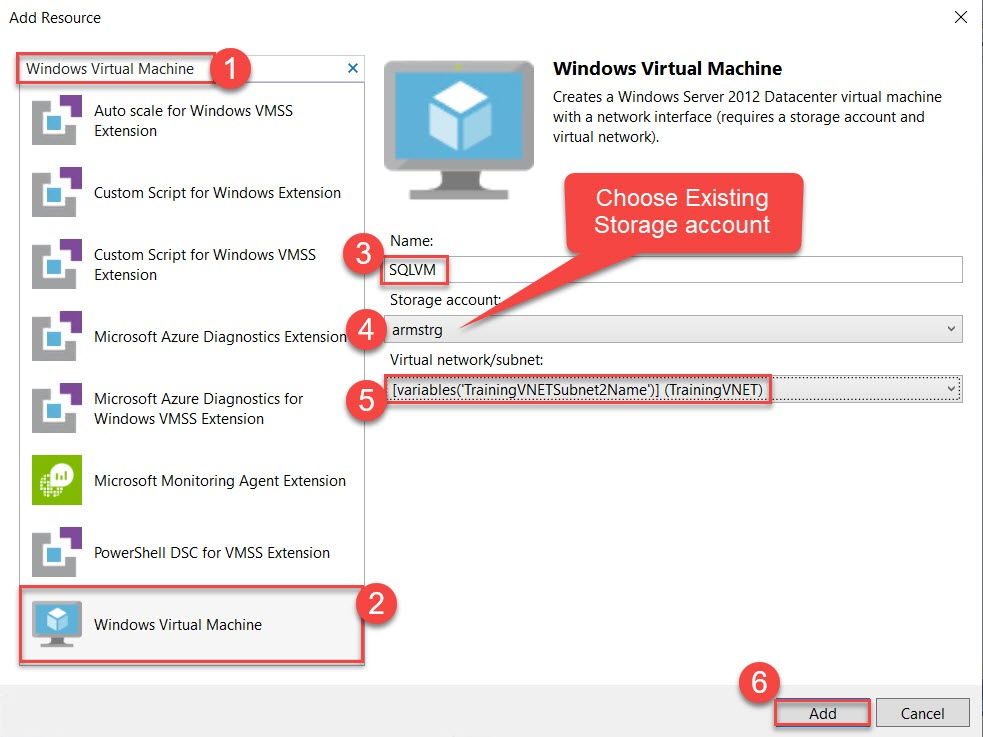 Add Resource
Windows Virtual Machine
1
Auto scale for Windows VMSS
Extension
Custom Script for Windows Extension
Custom Script for Windows VMSS
Extension
Microsoft Azure Diagnostics Extension
Microsoft Azure Diagnostics for
Windows VMSS Extension
Microsoft Monitoring Agent Extension
PowerShell DSC for VMSS Extension
2
Windows Virtual Machine
Windows Virtual Machine
Creates a Windows Server 2012 Datacenter virtual machine
with a network interface (requires a storage account and
virtual network).
Choose Existing
Storage account
Name:
3
SQLVM
Storage account:
4
armstrg
Virtual network/subnet:
5
[variables('TrainingVNETSubnet2Name')] (TrainingVNET)
6
Add
Cancel